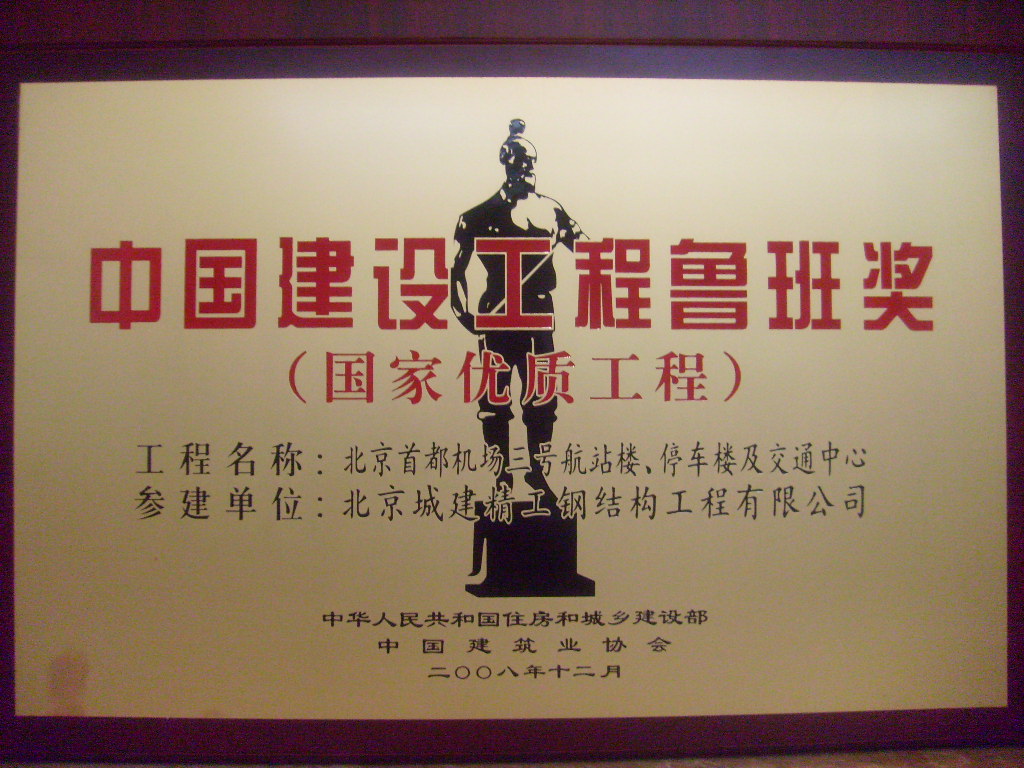 中国建设工程鲁班奖
（国家优质工程）
工程名称：北京首都机场三号航站楼、停车楼及交通中心
参建单位：北京城建精工钢结构工程有限公司
中华人民共和国住房和城乡建设部
中国建筑业协会
二〇〇八年十二月